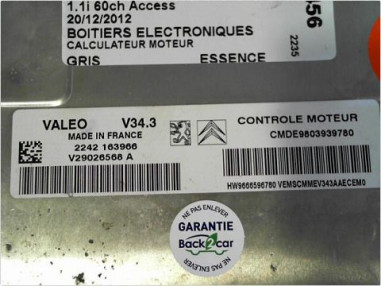 1.1i 60ch Access
20/12/2012
BOITIERS ELECTRONIQUES
CALCULATEUR MOTEUR
GRIS ESSENCE
2235
56
VALEO V34.3
MADE IN FRANCE
2242 163966
V29026568 A
CONTROLE MOTEUR
CMDE9803939780
HW9666596780 VEMSCMMEV343AAECEM0
NE PAS ENLEVER
GARANTIE
Back2car
NE PAS ENLEVER